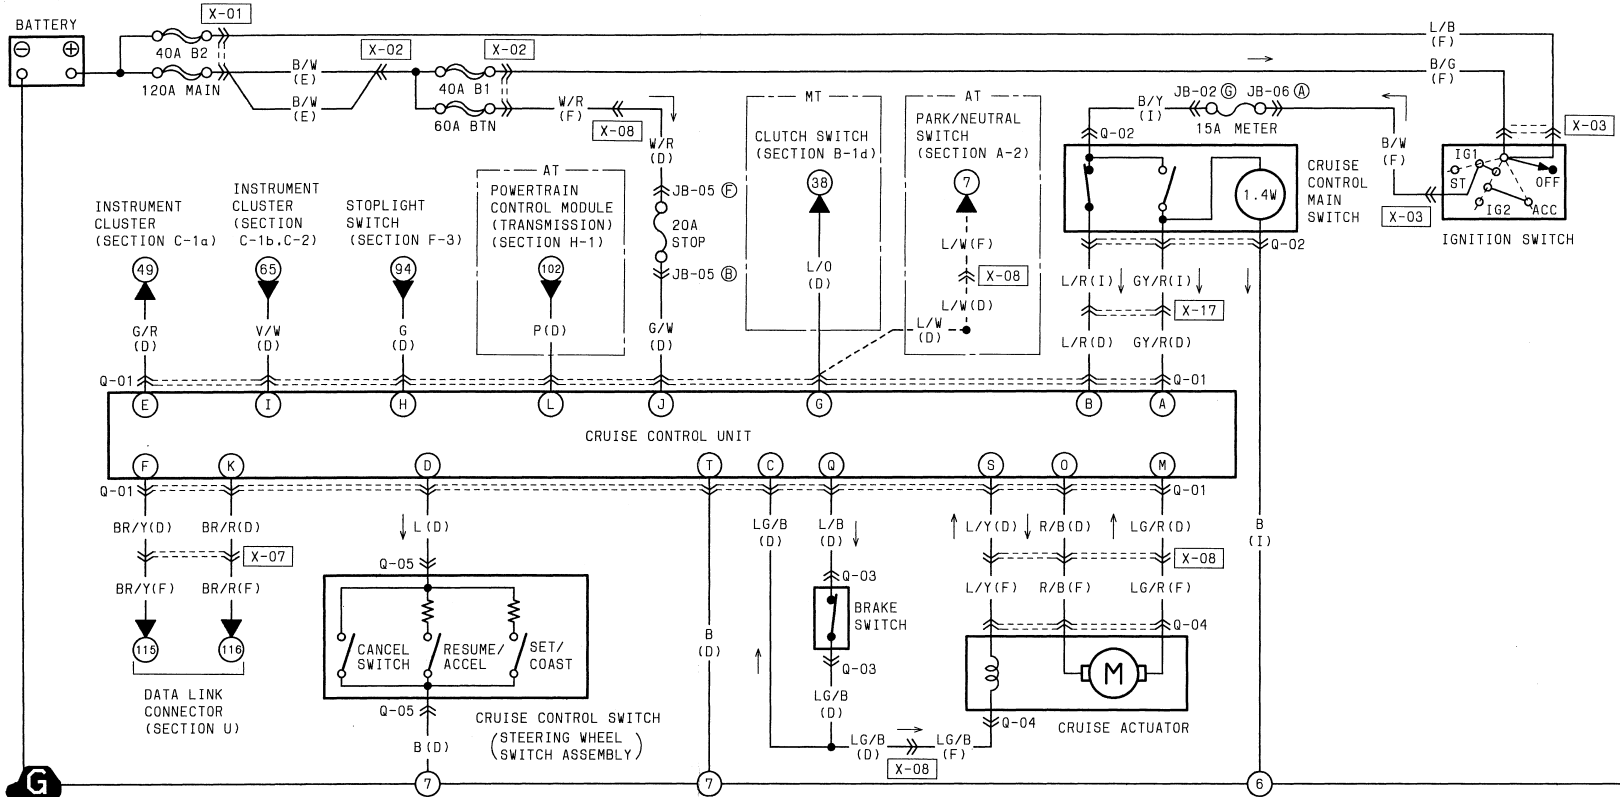 BATTERY
X-01
40A B2
120A MAIN
B/W
(E)
B/W
(E)
X-02
X-02
40A B1
60A BTN
W/R
(F)
X-08
W/R
(D)
L/B
(F)
B/G
(F)
MT
CLUTCH SWITCH
(SECTION B-1d)
38
L/O
(D)
AT
PARK/NEUTRAL
SWITCH
(SECTION A-2)
7
L/W(F)
X-08
L/W(D)
L/W
(D)
JB-02 G
JB-06 A
B/Y
(I)
15A METER
Q-02
B/W
(F)
X-03
X-03
IG1
ST
OFF
IG2
ACC
IGNITION SWITCH
1.4W
CRUISE
CONTROL
MAIN
SWITCH
Q-02
L/R(I)
GY/R(I)
X-17
L/R(D)
GY/R(D)
INSTRUMENT
CLUSTER
(SECTION C-1a)
49
G/R
(D)
INSTRUMENT
CLUSTER
(SECTION
C-1b,C-2)
65
V/W
(D)
STOPLIGHT
SWITCH
(SECTION F-3)
94
G
(D)
AT
POWERTRAIN
CONTROL MODULE
(TRANSMISSION)
(SECTION H-1)
102
P(D)
JB-05 F
20A
STOP
JB-05 B
G/W
(D)
Q-01
Q-01
E
I
H
L
J
G
B
A
CRUISE CONTROL UNIT
F
K
D
T
C
Q
S
O
M
Q-01
Q-01
BR/Y(D)
BR/R(D)
X-07
BR/Y(F)
BR/R(F)
115
116
DATA LINK
CONNECTOR
(SECTION U)
L(D)
Q-05
CANCEL
SWITCH
RESUME/
ACCEL
SET/
COAST
Q-05
CRUISE CONTROL SWITCH
(STEERING WHEEL
SWITCH ASSEMBLY)
B(D)
B
(D)
LG/B
(D)
L/B
(D)
Q-03
BRAKE
SWITCH
Q-03
LG/B
(D)
LG/B
(D)
X-08
LG/B
(F)
L/Y(D)
R/B(D)
LG/R(D)
X-08
L/Y(F)
R/B(F)
LG/R(F)
Q-04
M
Q-04
CRUISE ACTUATOR
B
(I)
G
7
7
6